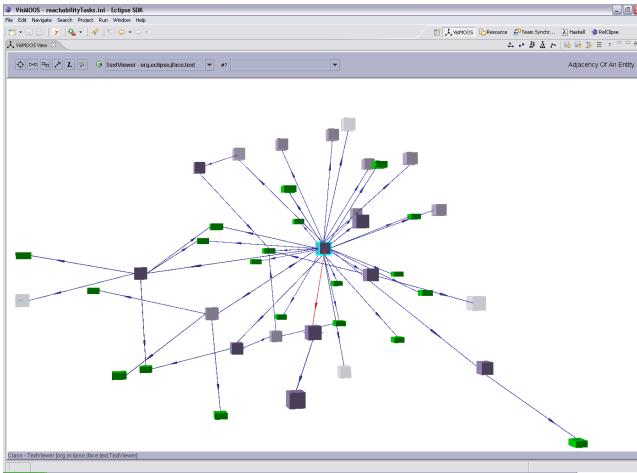 VisMOOS - reachabilityTasks.ini - Eclipse SDK
File Edit Navigate Search Project Run Window Help
VisMOOS Resource Team Synchr... Haskell RelClipse
VisMOOS View
TextViewer - org.eclipse.jface.text
Adjacency Of An Entity
Class - TextViewer [org.eclipse.jface.text.TextViewer]